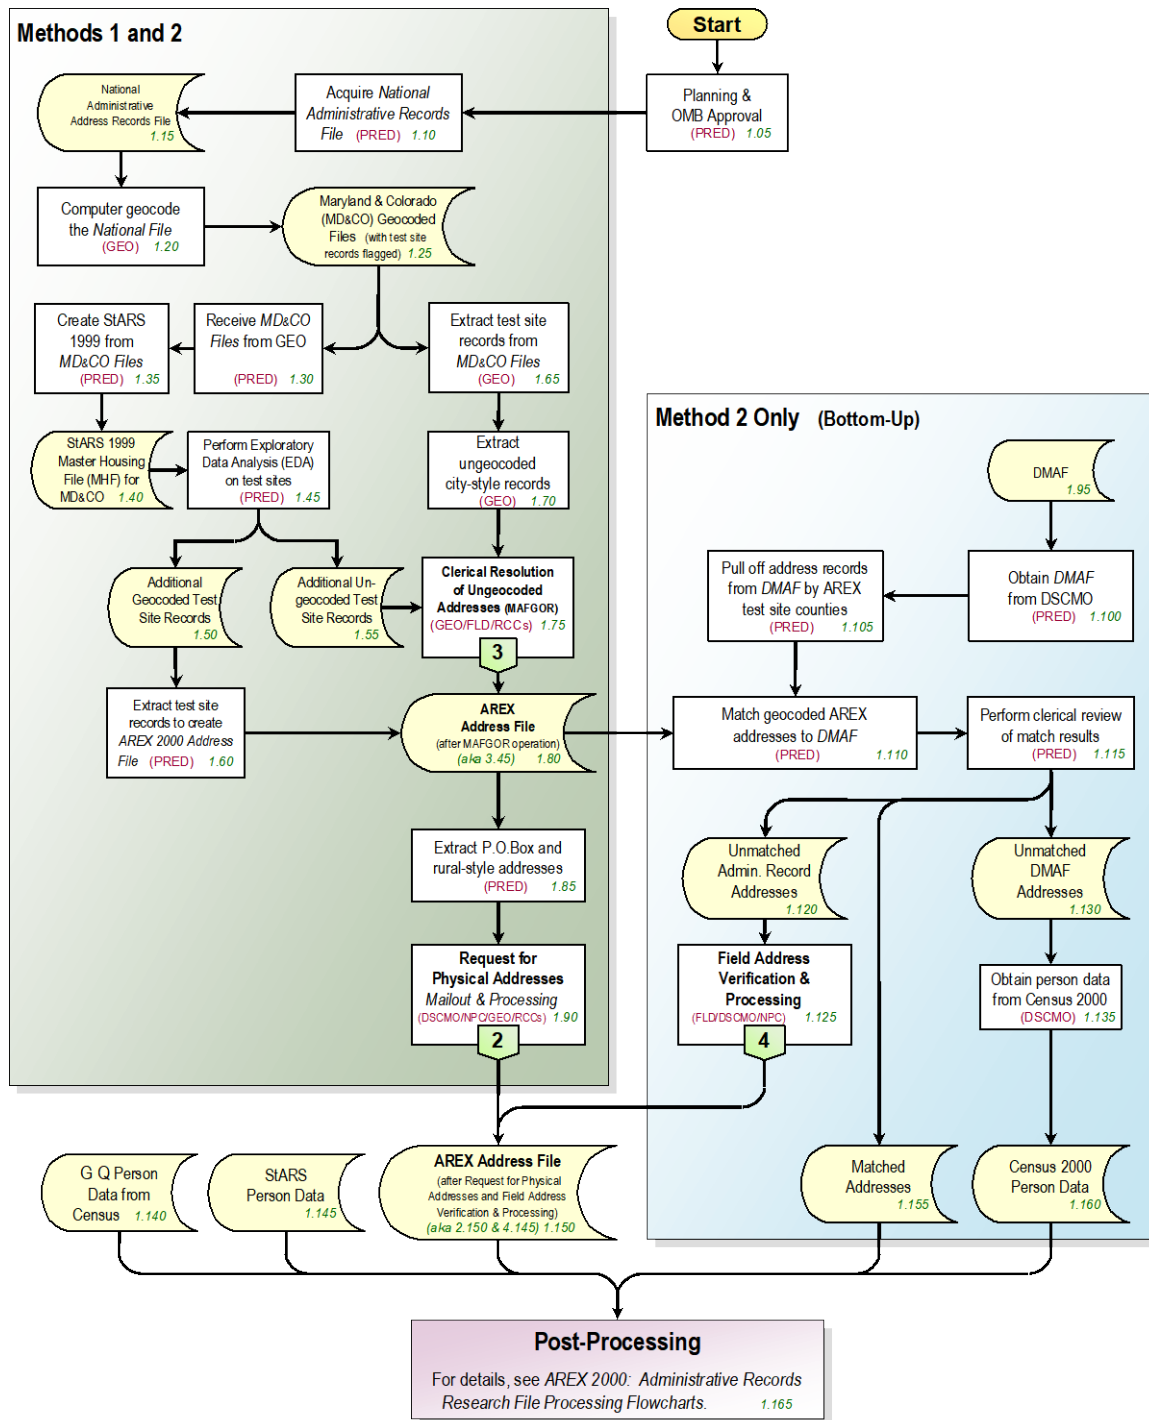 Start
Methods 1 and 2
National
Administrative
Address Records File
1.15
Acquire National
Administrative Records
File (PRED) 1.10
Planning &
OMB Approval
(PRED) 1.05
Computer geocode
the National File
(GEO) 1.20
Maryland & Colorado
(MD&CO) Geocoded
Files (with test site
records flagged) 1.25
Create StARS
1999 from
MD&CO Files
(PRED) 1.35
Receive MD&CO
Files from GEO
(PRED) 1.30
Extract test site
records from
MD&CO Files
(GEO) 1.65
StARS 1999
Master Housing
File (MHF) for
MD&CO 1.40
Perform Exploratory
Data Analysis (EDA)
on test sites
(PRED) 1.45
Extract
ungeocoded
city-style records
(GEO) 1.70
Additional
Geocoded Test
Site Records
1.50
Additional Un-
geocoded Test
Site Records
1.55
Clerical Resolution
of Ungeocoded
Addresses (MAFGOR)
(GEO/FLD/RCCs) 1.75
3
Extract test site
records to create
AREX 2000 Address
File (PRED) 1.60
AREX
Address File
(after MAFGOR operation)
(aka 3.45) 1.80
Extract P.O.Box and
rural-style addresses
(PRED) 1.85
Request for
Physical Addresses
Mailout & Processing
(DSCMO/NPC/GEO/RCCs) 1.90
2
Method 2 Only (Bottom-Up)
DMAF
1.95
Pull off address records
from DMAF by AREX
test site counties
(PRED) 1.105
Obtain DMAF
from DSCMO
(PRED) 1.100
Match geocoded AREX
addresses to DMAF
(PRED) 1.110
Perform clerical review
of match results
(PRED) 1.115
Unmatched
Admin. Record
Addresses
1.120
Unmatched
DMAF
Addresses
1.130
Field Address
Verification &
Processing
(FLD/DSCMO/NPC) 1.125
4
Obtain person data
from Census 2000
(DSCMO) 1.135
G Q Person
Data from
Census 1.140
StARS
Person Data
1.145
AREX Address File
(after Request for Physical
Addresses and Field Address
Verification & Processing)
(aka 2.150 & 4.145) 1.150
Matched
Addresses
1.155
Census 2000
Person Data
1.160
Post-Processing
For details, see AREX 2000: Administrative Records
Research File Processing Flowcharts. 1.165